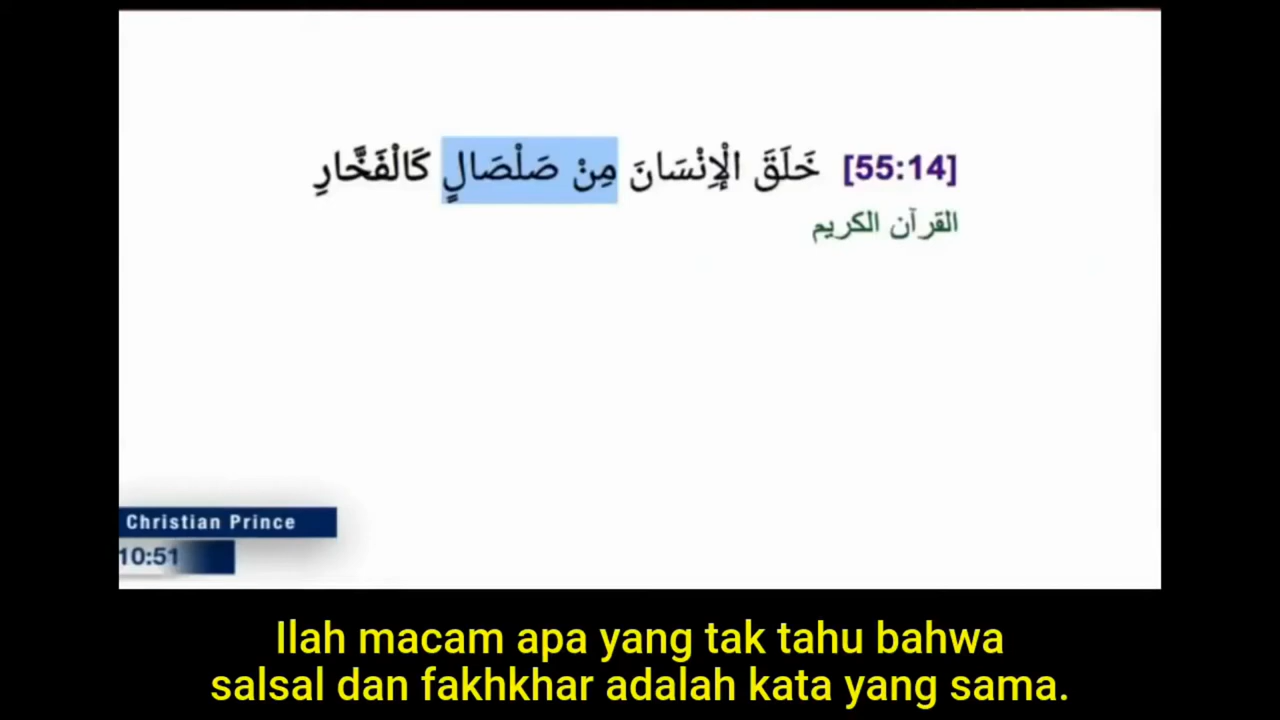 [55:14] خَلَقَ الْإِنْسَانَ مِنْ صَلْصَالٍ كَالْفَخَّارِ
القرآن الكريم
Christian Prince
10:51
Ilah macam apa yang tak tahu bahwa
salsal dan fakhkhar adalah kata yang sama.